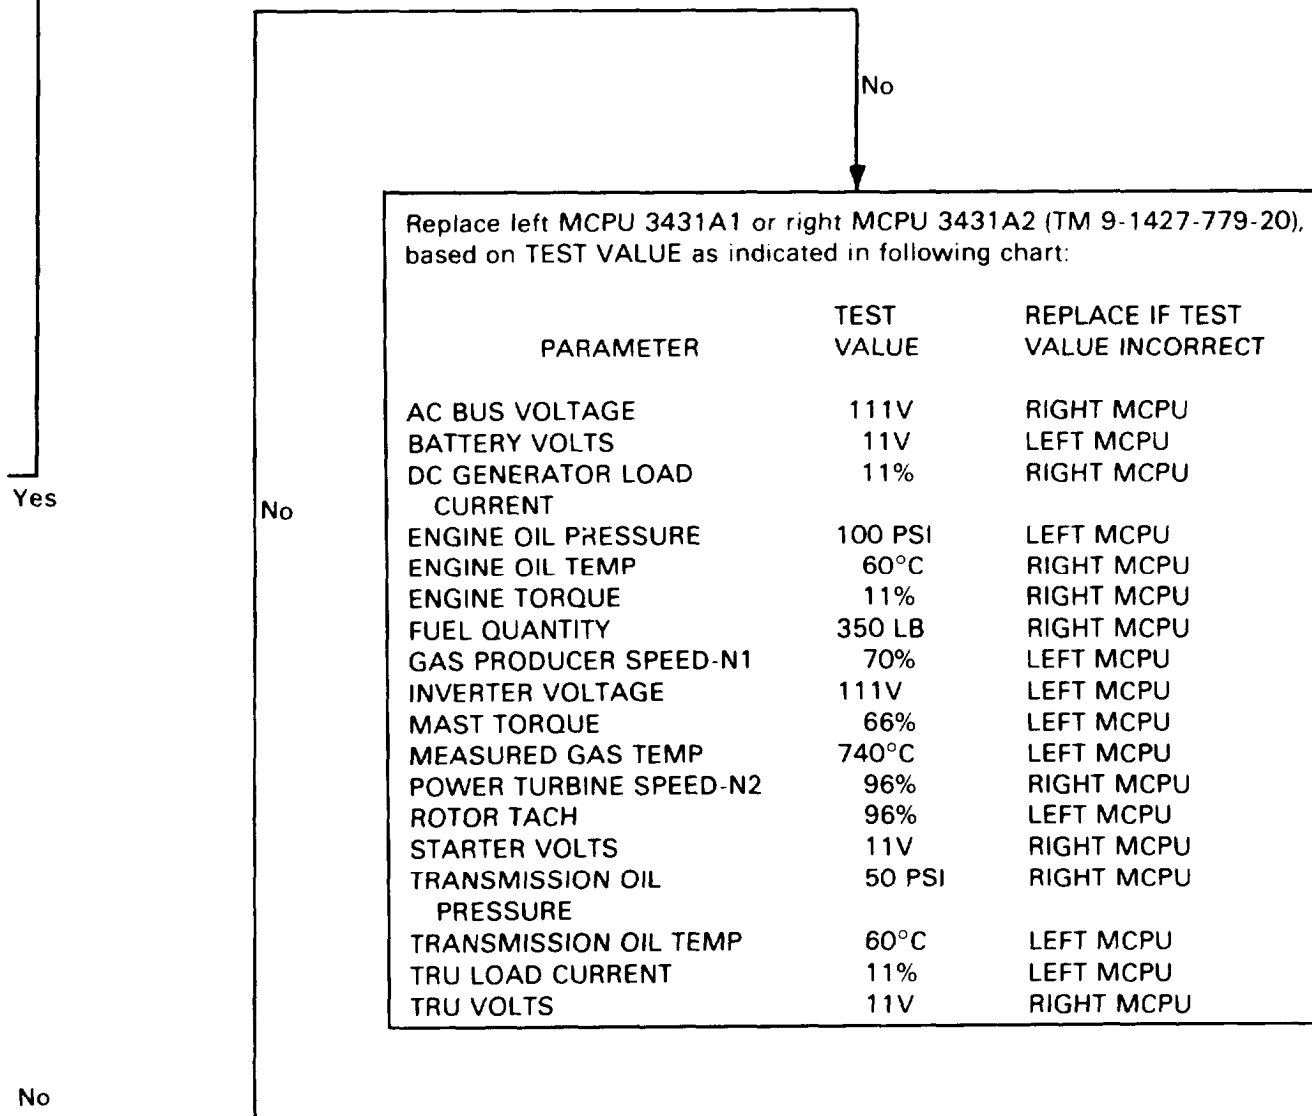 No
Replace left MCPU 3431A1 or right MCPU 3431A2 (TM 9-1427-779-20),
based on TEST VALUE as indicated in following chart:
TEST REPLACE IF TEST
PARAMETER VALUE VALUE INCORRECT
AC BUS VOLTAGE 111V RIGHT MCPU
BATTERY VOLTS 11V LEFT MCPU
DC GENERATOR LOAD 11% RIGHT MCPU
CURRENT
ENGINE OIL PRESSURE 100 PSI LEFT MCPU
ENGINE OIL TEMP 60°C RIGHT MCPU
ENGINE TORQUE 11% RIGHT MCPU
FUEL QUANTITY 350 LB RIGHT MCPU
GAS PRODUCER SPEED-N1 70% LEFT MCPU
INVERTER VOLTAGE 111V LEFT MCPU
MAST TORQUE 66% LEFT MCPU
MEASURED GAS TEMP 740°C LEFT MCPU
POWER TURBINE SPEED-N2 96% RIGHT MCPU
ROTOR TACH 96% LEFT MCPU
STARTER VOLTS 11V RIGHT MCPU
TRANSMISSION OIL 50 PSI RIGHT MCPU
PRESSURE
TRANSMISSION OIL TEMP 60°C LEFT MCPU
TRU LOAD CURRENT 11% LEFT MCPU
TRU VOLTS 11V RIGHT MCPU
Yes
No
No